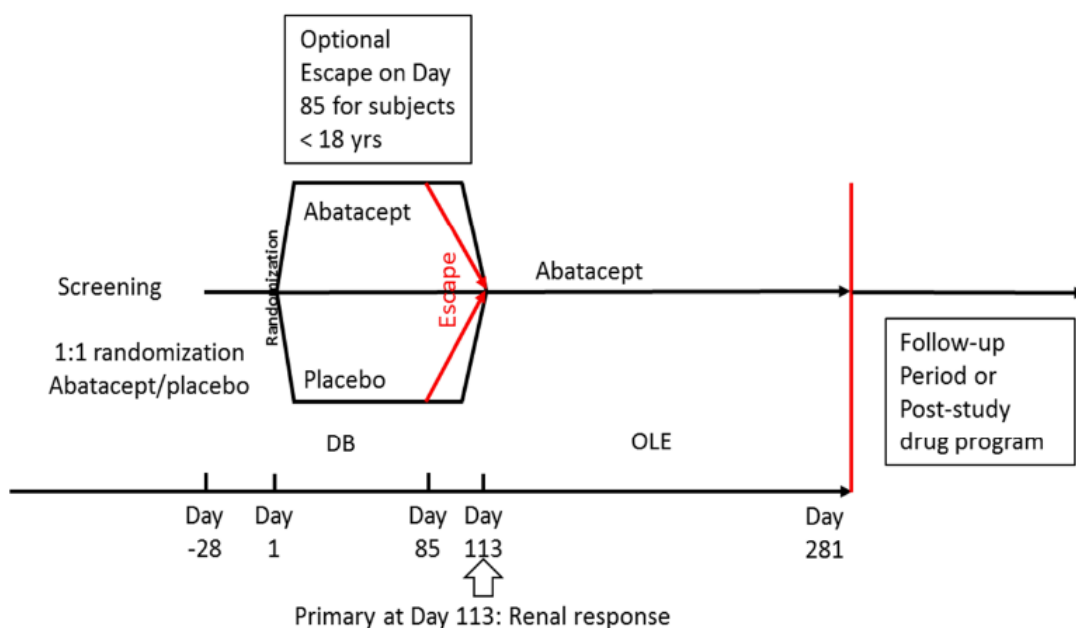 Optional
Escape on Day
85 for subjects
< 18 yrs
Randomization
Abatacept
Escape
Abatacept
Screening
1:1 randomization
Abatacept/placebo
Placebo
Follow-up
Period or
Post-study
drug program
DB
OLE
Day
-28
Day
1
Day
85
Day
113
Day
281
Primary at Day 113: Renal response